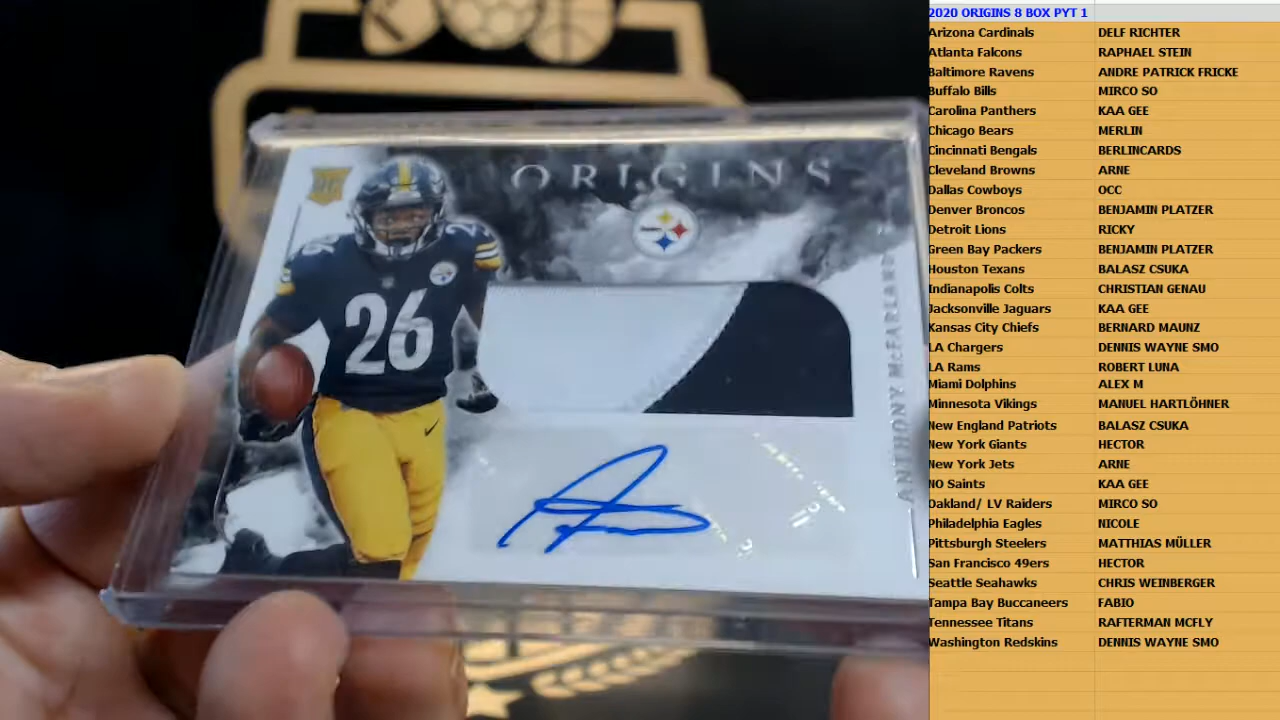 2020 ORIGINS 8 BOX PYT 1
Arizona Cardinals DELF RICHTER
Atlanta Falcons RAPHAEL STEIN
Baltimore Ravens ANDRE PATRICK FRICKE
Buffalo Bills MIRCO SO
Carolina Panthers KAA GEE
Chicago Bears MERLIN
Cincinnati Bengals BERLINCARDS
Cleveland Browns ARNE
Dallas Cowboys OCC
Denver Broncos BENJAMIN PLATZER
Detroit Lions RICKY
Green Bay Packers BENJAMIN PLATZER
Houston Texans BALASZ CSUKA
Indianapolis Colts CHRISTIAN GENAU
Jacksonville Jaguars KAA GEE
Kansas City Chiefs BERNARD MAUNZ
LA Chargers DENNIS WAYNE SMO
LA Rams ROBERT LUNA
Miami Dolphins ALEX M
Minnesota Vikings MANUEL HARTLÖHNER
New England Patriots BALASZ CSUKA
New York Giants HECTOR
New York Jets ARNE
NO Saints KAA GEE
Oakland/ LV Raiders MIRCO SO
Philadelphia Eagles NICOLE
Pittsburgh Steelers MATTHIAS MÜLLER
San Francisco 49ers HECTOR
Seattle Seahawks CHRIS WEINBERGER
Tampa Bay Buccaneers FABIO
Tennessee Titans RAFTERMAN MCFLY
Washington Redskins DENNIS WAYNE SMO
ORIGINS
RC
26
26
ANTHONY McFARLAND